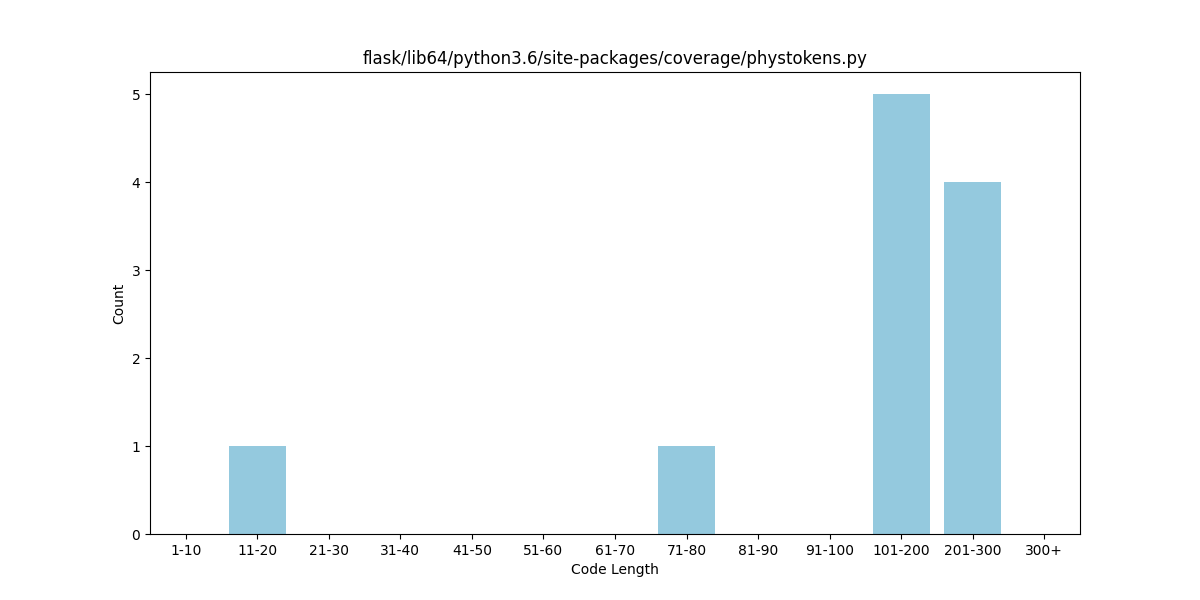 flask/lib64/python3.6/site-packages/coverage/phystokens.py
Count
5
4
3
2
1
0
1-10 11-20 21-30 31-40 41-50 51-60 61-70 71-80 81-90 91-100 101-200 201-300 300+
Code Length